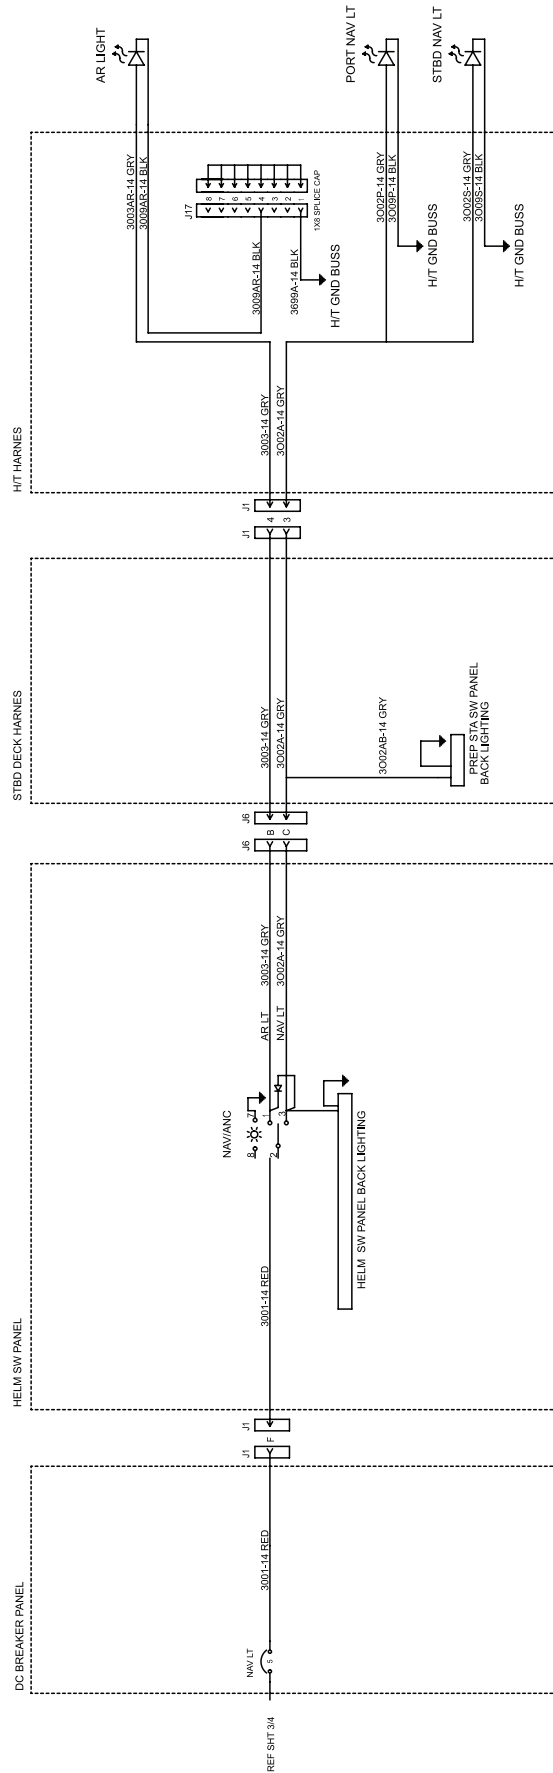 DC BREAKER PANEL
REF SHT 3/4
NAV LT
5
3001-14 RED
J1
F
J1
HELM SW PANEL
3001-14 RED
NAV/ANC
8
7
2
1
3
AR LT
NAV LT
3003-14 GRY
3O02A-14 GRY
HELM SW PANEL BACK LIGHTING
J6
B
C
J6
STBD DECK HARNES
3003-14 GRY
3O02A-14 GRY
3O02AB-14 GRY
PREP STA SW PANEL
BACK LIGHTING
J1
4
3
J1
H/T HARNES
3003-14 GRY
3O02A-14 GRY
3003AR-14 GRY
3009AR-14 BLK
J17
8
7
6
5
4
3
2
1
1X8 SPLICE CAP
3009AR-14 BLK
3699A-14 BLK
H/T GND BUSS
3O02P-14 GRY
3O09P-14 BLK
H/T GND BUSS
3O02S-14 GRY
3O09S-14 BLK
H/T GND BUSS
AR LIGHT
PORT NAV LT
STBD NAV LT